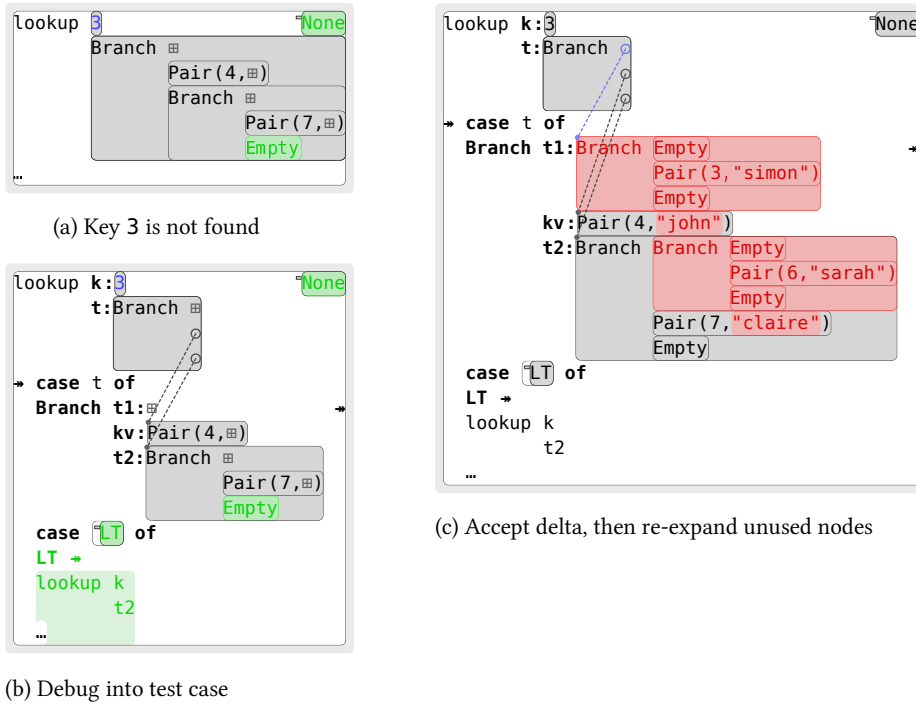 lookup 3 None
Branch ⊞
Pair(4,⊞)
Branch ⊞
Pair(7,⊞)
Empty
…
(a) Key 3 is not found
lookup k:3 None
t:Branch ⊞
↠ case t of
Branch t1:⊞ ↠
kv:Pair(4,⊞)
t2:Branch ⊞
Pair(7,⊞)
Empty
case LT of
LT ↠
lookup k
t2
…
(b) Debug into test case
lookup k:3 None
t:Branch
↠ case t of
Branch t1:Branch Empty ↠
Pair(3,"simon")
Empty
kv:Pair(4,"john")
t2:Branch Branch Empty
Pair(6,"sarah")
Empty
Pair(7,"claire")
Empty
case LT of
LT ↠
lookup k
t2
…
(c) Accept delta, then re-expand unused nodes